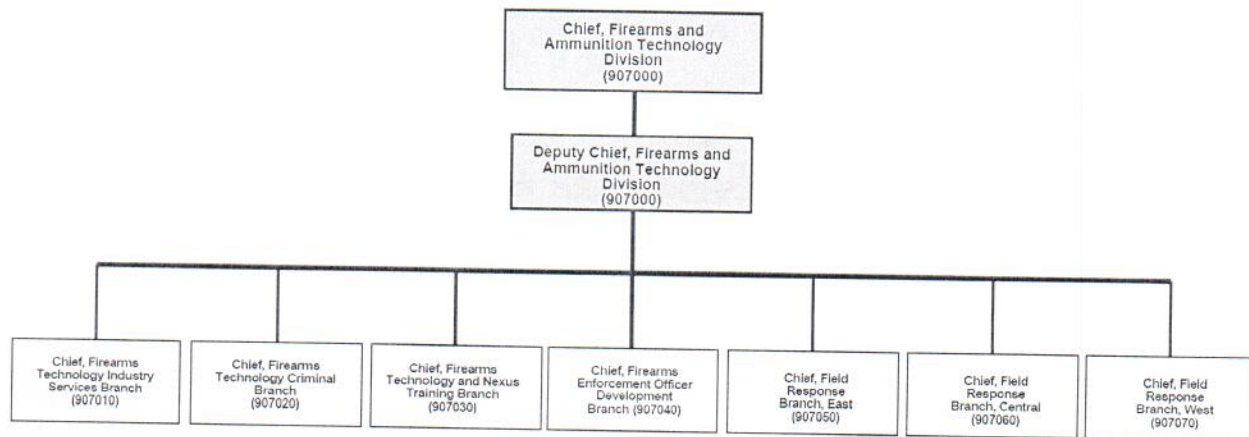 Chief, Firearms and
Ammunition Technology
Division
(907000)
Deputy Chief, Firearms and
Ammunition Technology
Division
(907000)
Chief, Firearms
Technology Industry
Services Branch
(907010)
Chief, Firearms
Technology Criminal
Branch
(907020)
Chief, Firearms
Technology and Nexus
Training Branch
(907030)
Chief, Firearms
Enforcement Officer
Development
Branch (907040)
Chief, Field
Response
Branch, East
(907050)
Chief, Field
Response
Branch, Central
(907060)
Chief, Field
Response
Branch, West
(907070)